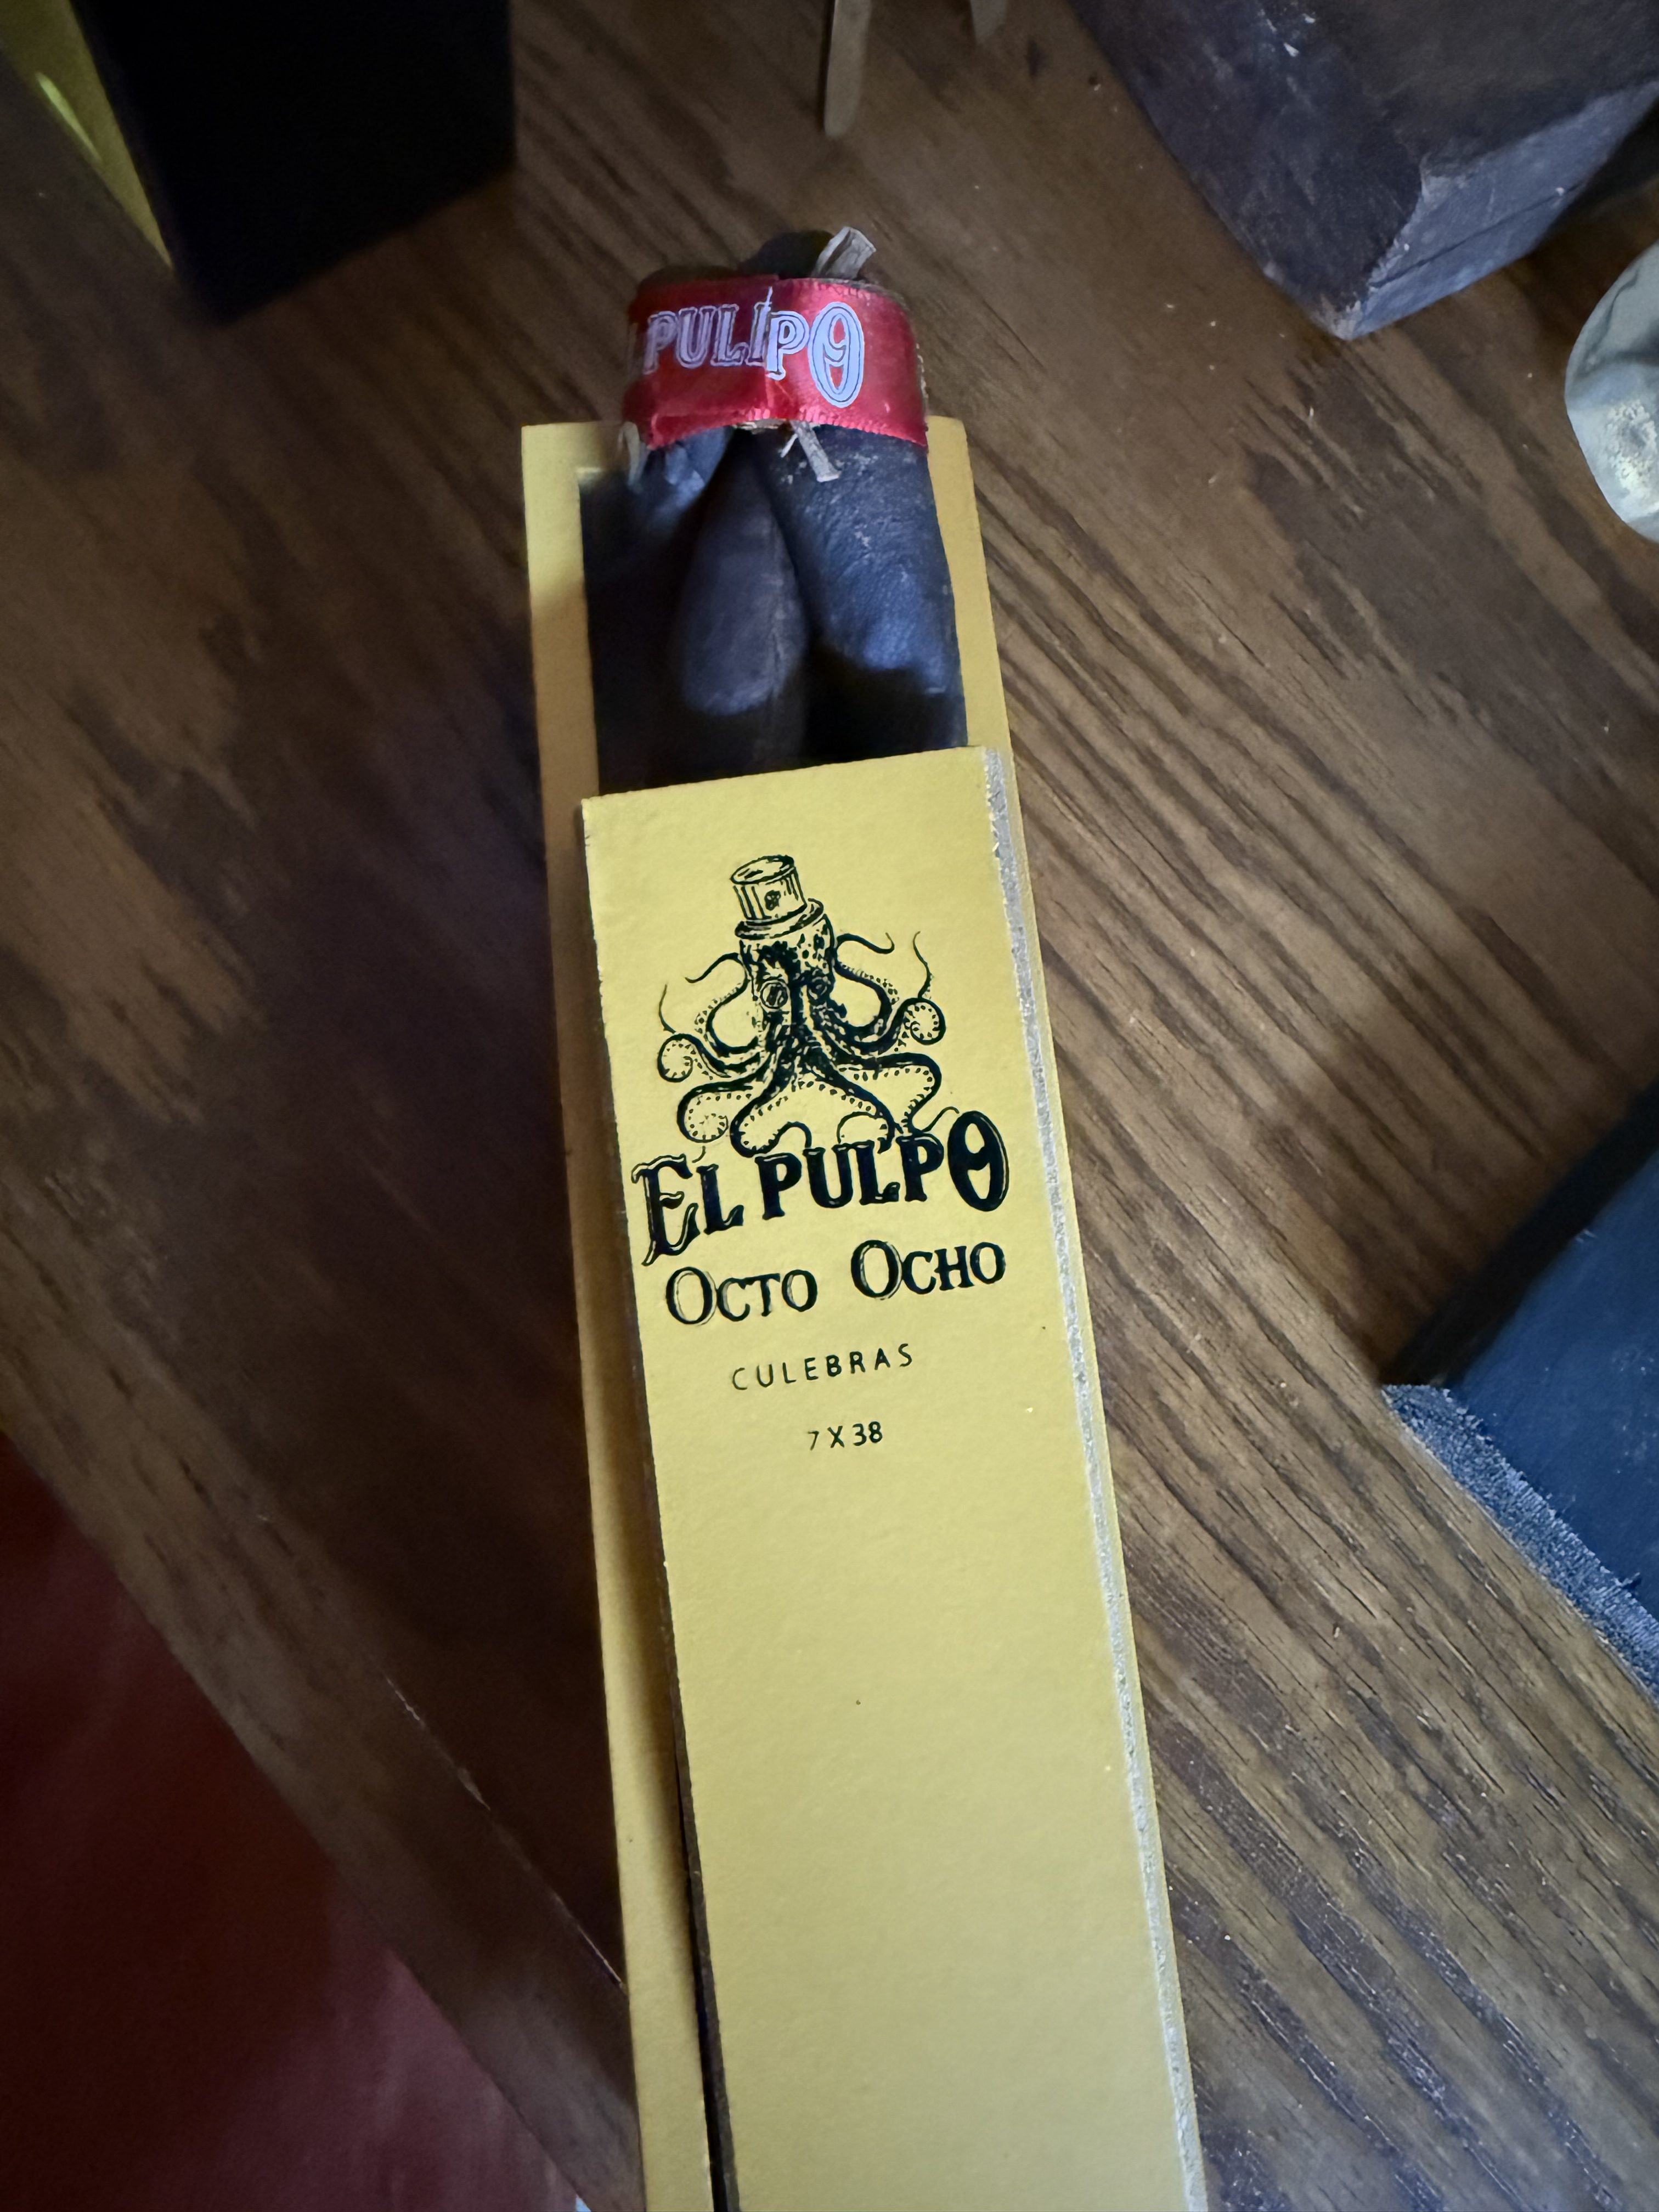 PULPO
EL PULPO
OCTO OCHO
CULEBRAS
7 X 38